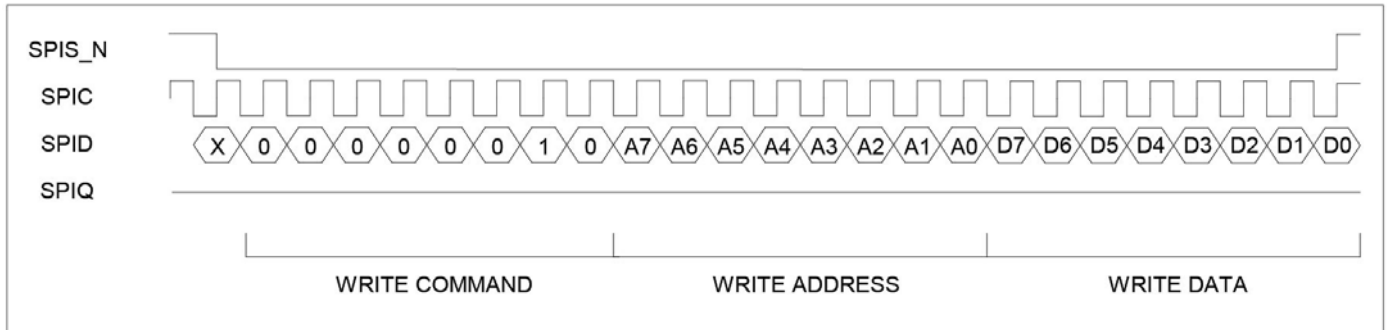 SPIS_N
SPIC
SPID X 0 0 0 0 0 0 1 0 A7 A6 A5 A4 A3 A2 A1 A0 D7 D6 D5 D4 D3 D2 D1 D0
SPIQ
WRITE COMMAND WRITE ADDRESS WRITE DATA